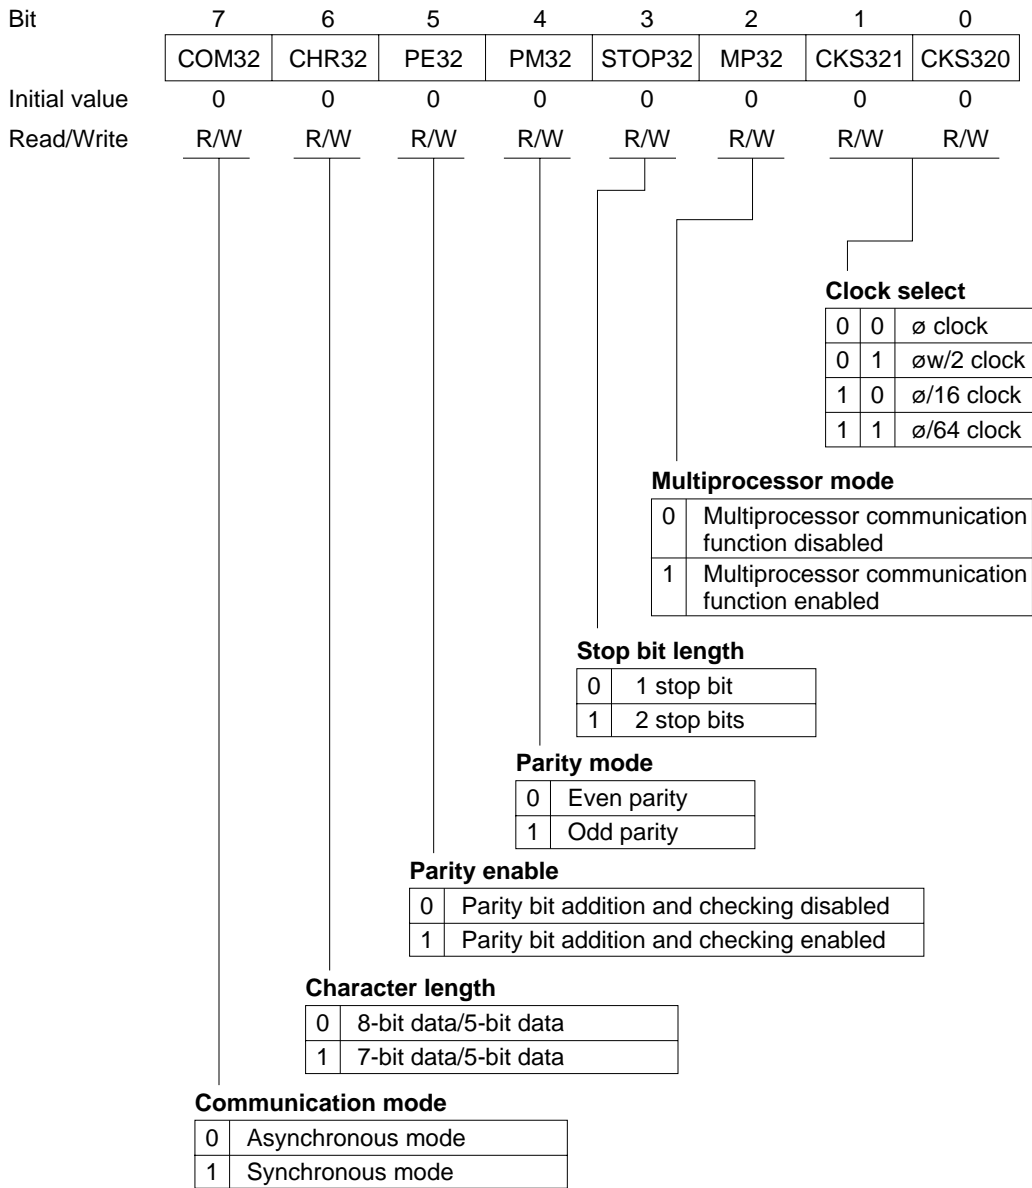 Bit 7 6 5 4 3 2 1 0
COM32 CHR32 PE32 PM32 STOP32 MP32 CKS321 CKS320
Initial value 0 0 0 0 0 0 0 0
Read/Write R/W R/W R/W R/W R/W R/W R/W R/W
Clock select
0 0 ø clock
0 1 øw/2 clock
1 0 ø/16 clock
1 1 ø/64 clock
Multiprocessor mode
0 Multiprocessor communication
function disabled
1 Multiprocessor communication
function enabled
Stop bit length
0 1 stop bit
1 2 stop bits
Parity mode
0 Even parity
1 Odd parity
Parity enable
0 Parity bit addition and checking disabled
1 Parity bit addition and checking enabled
Character length
0 8-bit data/5-bit data
1 7-bit data/5-bit data
Communication mode
0 Asynchronous mode
1 Synchronous mode